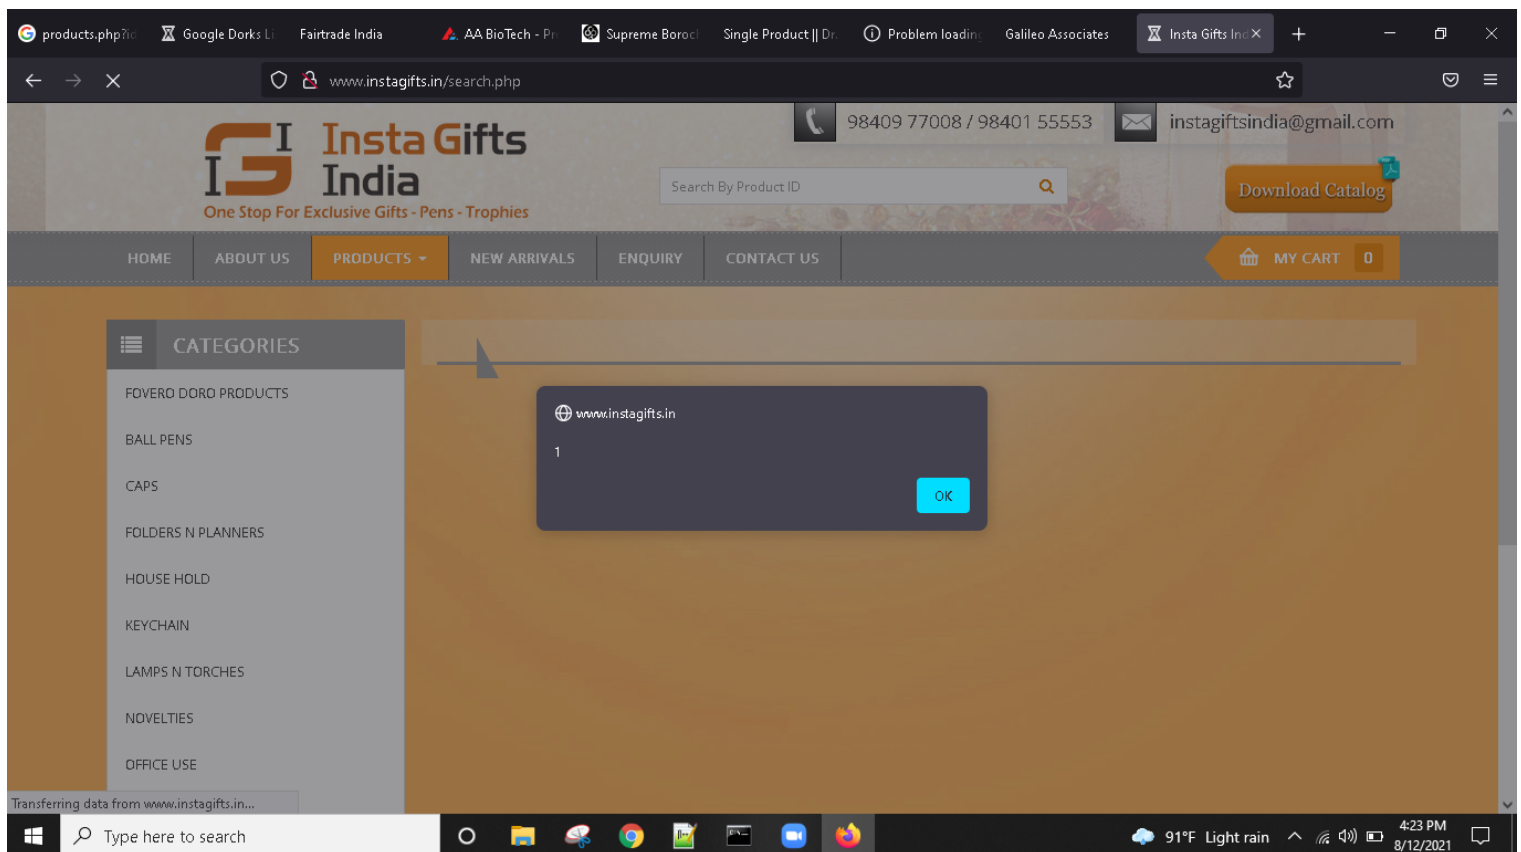 products.php?id
Google Dorks Li
Fairtrade India
AA BioTech - Pro
Supreme Boroch
Single Product || Dr.
Problem loading
Galileo Associates
Insta Gifts Ind
www.instagifts.in/search.php
98409 77008 / 98401 55553
instagiftsindia@gmail.com
Insta Gifts
India
One Stop For Exclusive Gifts - Pens - Trophies
Search By Product ID
Download Catalog
HOME
ABOUT US
PRODUCTS
NEW ARRIVALS
ENQUIRY
CONTACT US
MY CART 0
CATEGORIES
FOVERO DORO PRODUCTS
BALL PENS
CAPS
FOLDERS N PLANNERS
HOUSE HOLD
KEYCHAIN
LAMPS N TORCHES
NOVELTIES
OFFICE USE
www.instagifts.in
1
OK
Transferring data from www.instagifts.in...
Type here to search
91°F Light rain
4:23 PM
8/12/2021